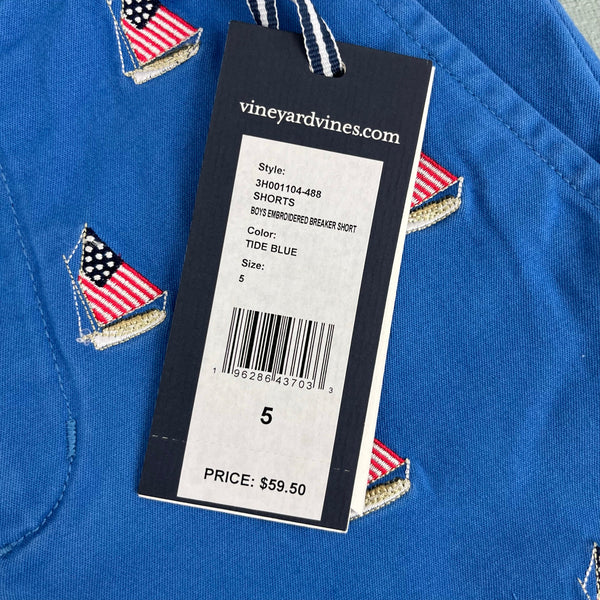 vineyardvines.com
Style:
3H001104-488
SHORTS
BOYS EMBROIDERED BREAKER SHORT
Color:
TIDE BLUE
Size:
5
1 96286 43703 3
5
PRICE: $59.50